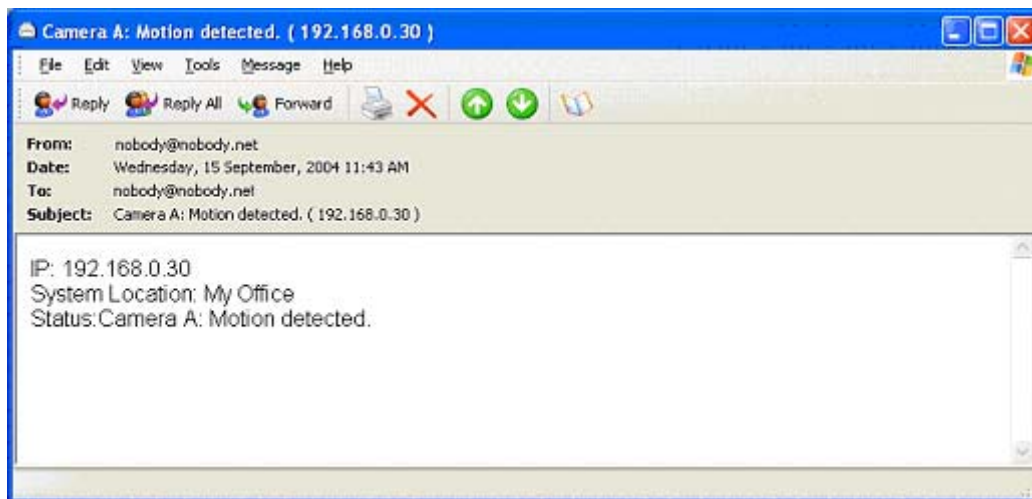 Camera A: Motion detected. ( 192.168.0.30 )
File Edit View Tools Message Help
Reply Reply All Forward
From: nobody@nobody.net
Date: Wednesday, 15 September, 2004 11:43 AM
To: nobody@nobody.net
Subject: Camera A: Motion detected. ( 192.168.0.30 )
IP: 192.168.0.30
System Location: My Office
Status:Camera A: Motion detected.